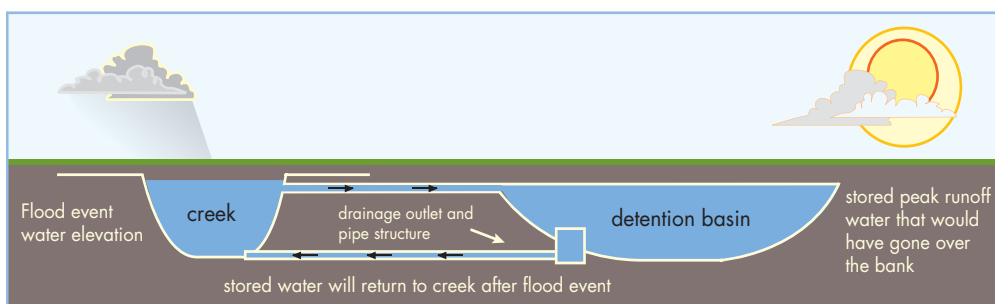 Flood event
water elevation
creek
drainage outlet and
pipe structure
detention basin
stored peak runoff
water that would
have gone over
the bank
stored water will return to creek after flood event